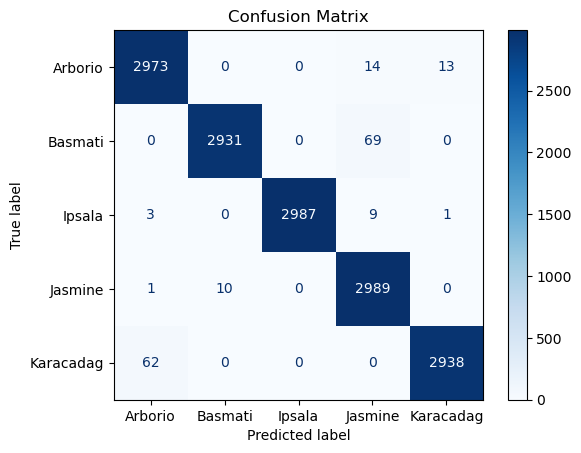 Confusion Matrix
True label
Arborio 2973 0 0 14 13
Basmati 0 2931 0 69 0
Ipsala 3 0 2987 9 1
Jasmine 1 10 0 2989 0
Karacadag 62 0 0 0 2938
Arborio Basmati Ipsala Jasmine Karacadag
Predicted label
2500
2000
1500
1000
500
0